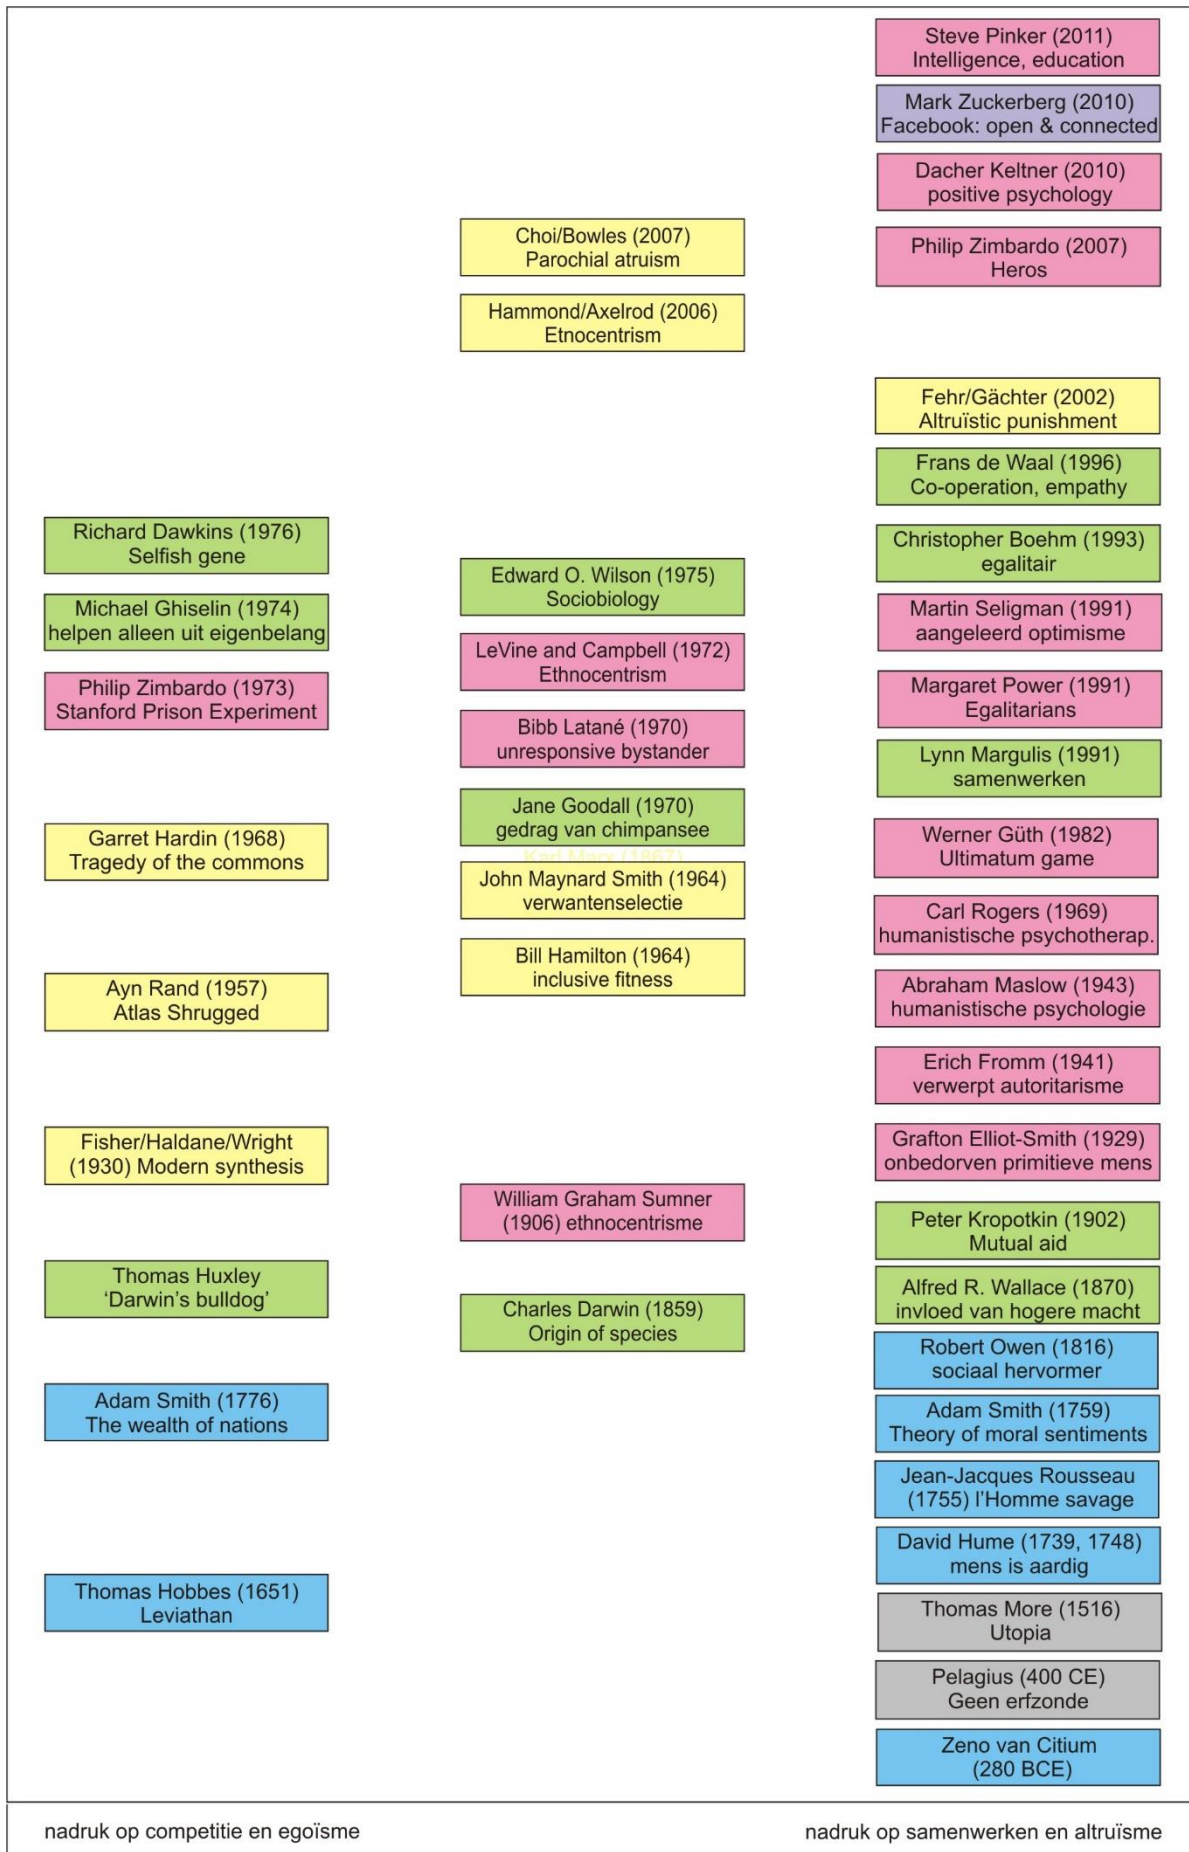 Steve Pinker (2011)
Intelligence, education
Mark Zuckerberg (2010)
Facebook: open & connected
Dacher Keltner (2010)
positive psychology
Choi/Bowles (2007)
Parochial atruism
Philip Zimbardo (2007)
Heros
Hammond/Axelrod (2006)
Etnocentrism
Fehr/Gächter (2002)
Altruïstic punishment
Frans de Waal (1996)
Co-operation, empathy
Richard Dawkins (1976)
Selfish gene
Christopher Boehm (1993)
egalitair
Edward O. Wilson (1975)
Sociobiology
Michael Ghiselin (1974)
helpen alleen uit eigenbelang
Martin Seligman (1991)
aangeleerd optimisme
LeVine and Campbell (1972)
Ethnocentrism
Philip Zimbardo (1973)
Stanford Prison Experiment
Margaret Power (1991)
Egalitarians
Bibb Latané (1970)
unresponsive bystander
Lynn Margulis (1991)
samenwerken
Jane Goodall (1970)
gedrag van chimpansee
Garret Hardin (1968)
Tragedy of the commons
Werner Güth (1982)
Ultimatum game
Karl Marx (1867)
John Maynard Smith (1964)
verwantenselectie
Carl Rogers (1969)
humanistische psychotherap.
Bill Hamilton (1964)
inclusive fitness
Ayn Rand (1957)
Atlas Shrugged
Abraham Maslow (1943)
humanistische psychologie
Erich Fromm (1941)
verwerpt autoritarisme
Fisher/Haldane/Wright
(1930) Modern synthesis
Grafton Elliot-Smith (1929)
onbedorven primitieve mens
William Graham Sumner
(1906) ethnocentrisme
Peter Kropotkin (1902)
Mutual aid
Thomas Huxley
‘Darwin’s bulldog’
Alfred R. Wallace (1870)
invloed van hogere macht
Charles Darwin (1859)
Origin of species
Robert Owen (1816)
sociaal hervormer
Adam Smith (1776)
The wealth of nations
Adam Smith (1759)
Theory of moral sentiments
Jean-Jacques Rousseau
(1755) l’Homme savage
David Hume (1739, 1748)
mens is aardig
Thomas Hobbes (1651)
Leviathan
Thomas More (1516)
Utopia
Pelagius (400 CE)
Geen erfzonde
Zeno van Citium
(280 BCE)
nadruk op competitie en egoïsme
nadruk op samenwerken en altruïsme